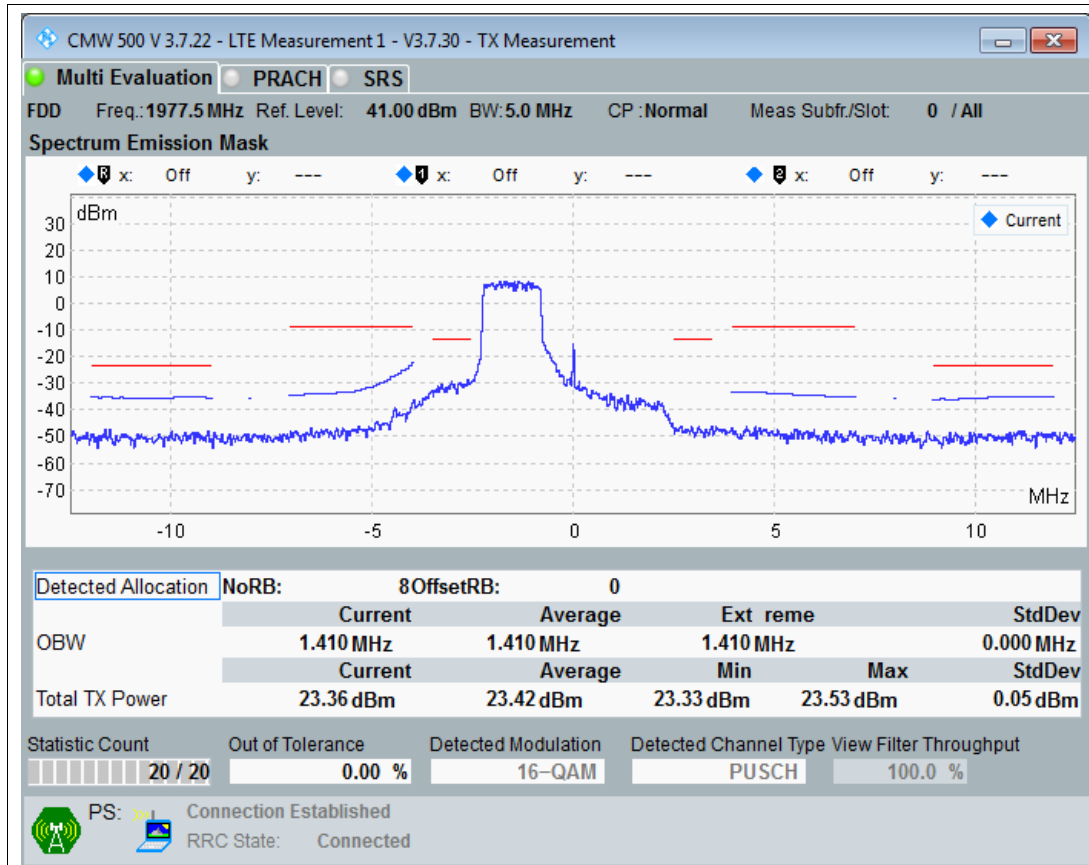 CMW 500 V 3.7.22 - LTE Measurement 1 - V3.7.30 - TX Measurement
Multi Evaluation PRACH SRS
FDD Freq.: 1977.5 MHz Ref. Level: 41.00 dBm BW: 5.0 MHz CP : Normal Meas Subfr./Slot: 0 / All
Spectrum Emission Mask
R x: Off y: --- 1 x: Off y: --- 2 x: Off y: ---
dBm
Current
30
20
10
0
-10
-20
-30
-40
-50
-60
-70
MHz
-10 -5 0 5 10
Detected Allocation NoRB: 8 OffsetRB: 0
Current Average Ext reme StdDev
OBW 1.410 MHz 1.410 MHz 1.410 MHz 0.000 MHz
Current Average Min Max StdDev
Total TX Power 23.36 dBm 23.42 dBm 23.33 dBm 23.53 dBm 0.05 dBm
Statistic Count Out of Tolerance Detected Modulation Detected Channel Type View Filter Throughput
20 / 20 0.00 % 16-QAM PUSCH 100.0 %
PS: Connection Established
RRC State: Connected